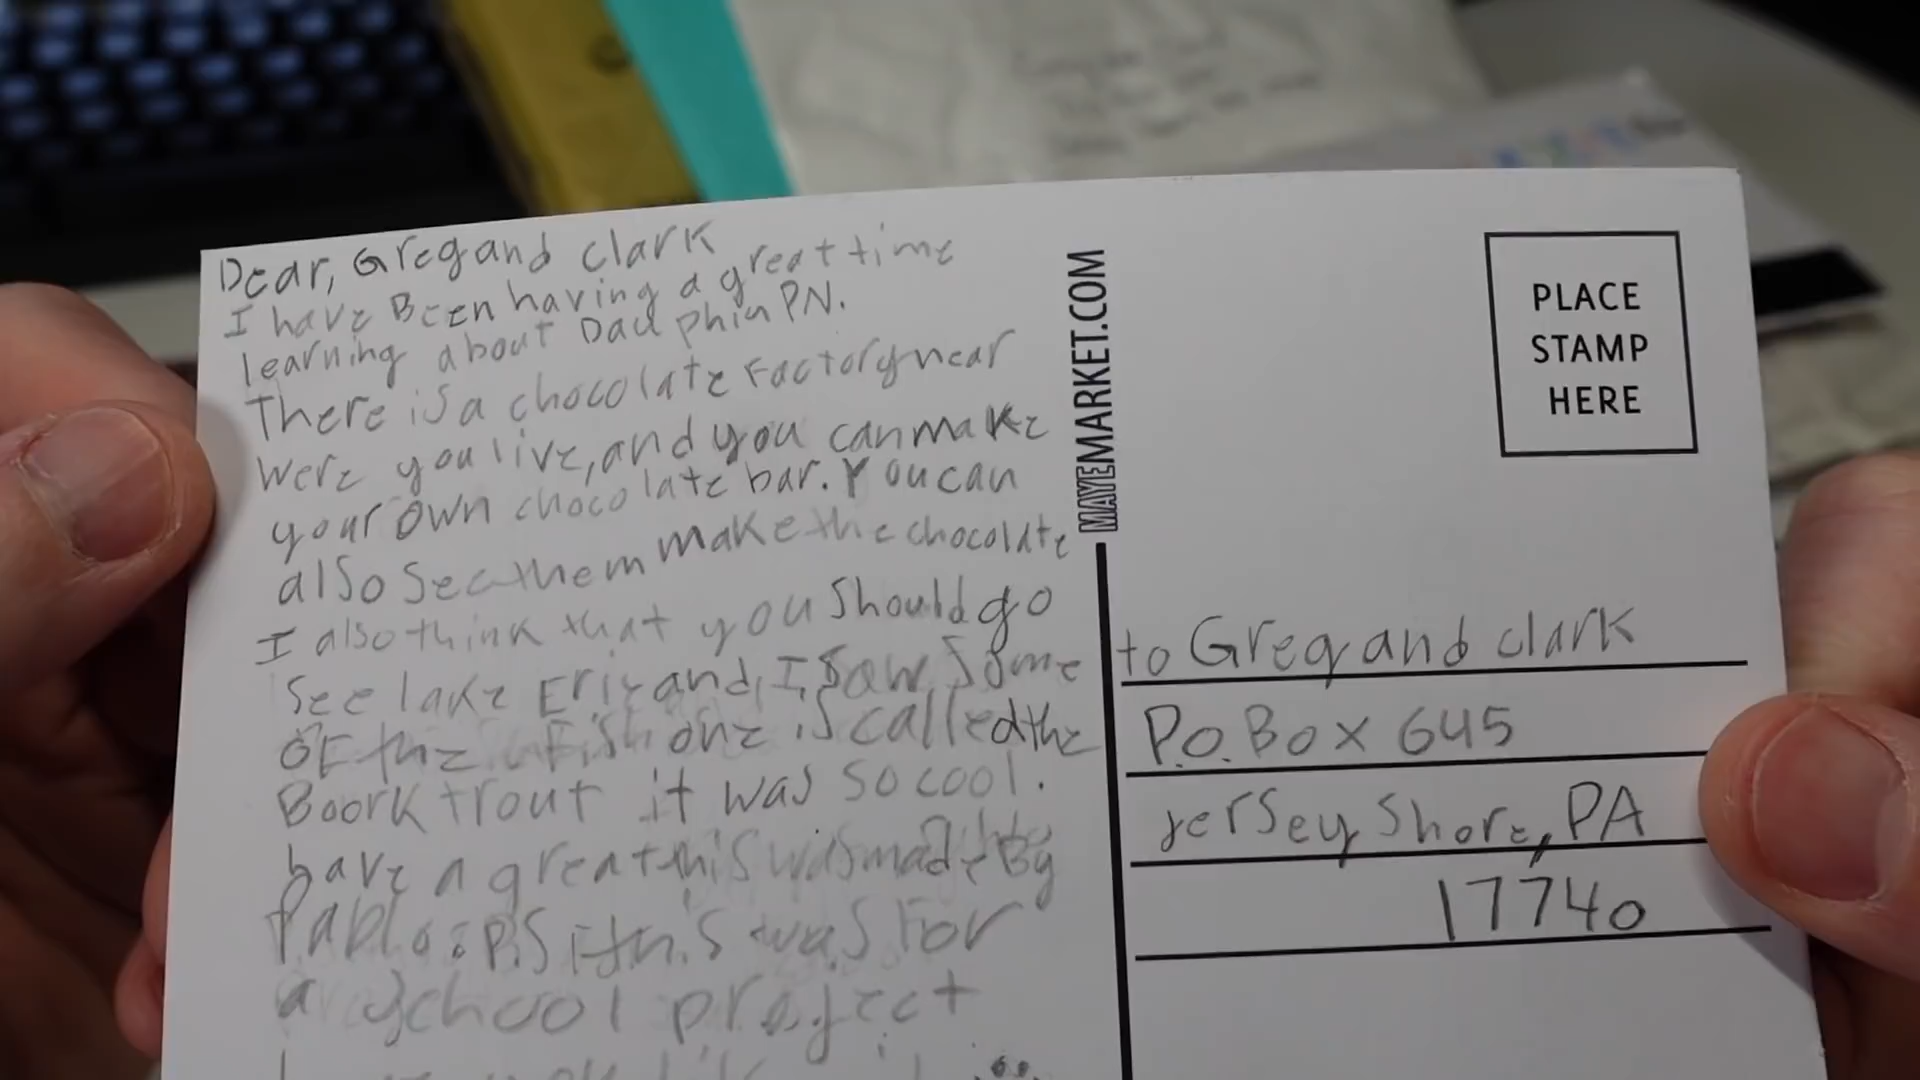 Dear, Greg and clark
I have Been having a great time
learning about Dauphin PN.
There is a chocolate Factory near
were you live, and you can make
your own chocolate bar. You can
also See them make the chocolate
I also think that you Should go
See lake Erie and, I Saw Some
OF the Fish one is called the
Boork trout it was so cool.
have a great this was made By
Pablo: P.S this was For
a School project
MAYEMARKET.COM
PLACE
STAMP
HERE
to Greg and clark
P.O. Box 645
jerSey Shore, PA
17740